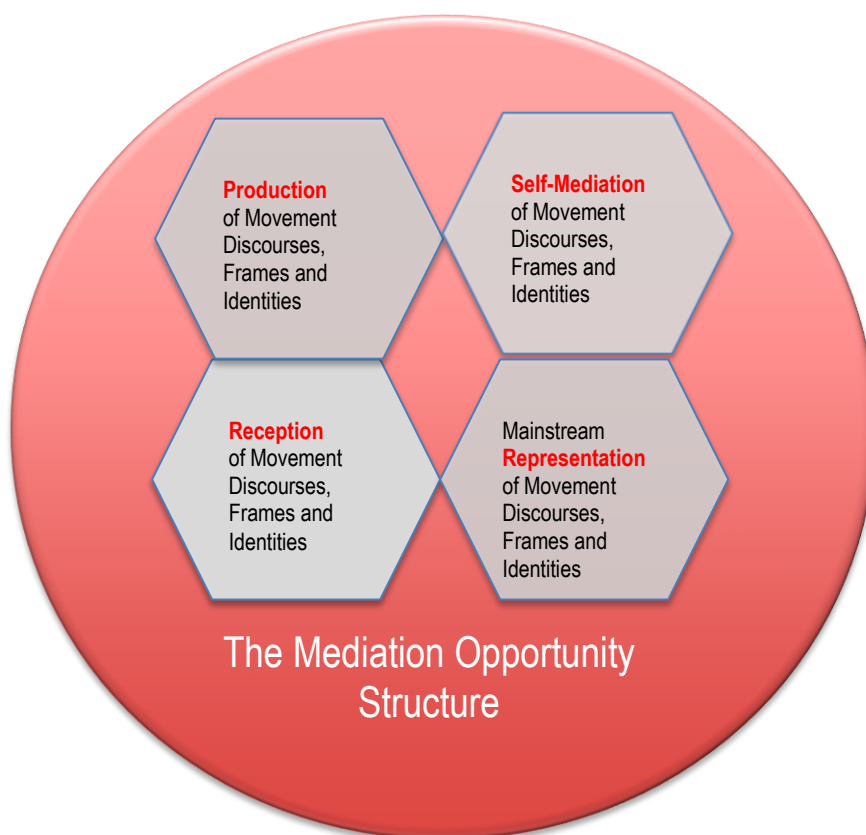 Production
of Movement
Discourses,
Frames and
Identities
Self-Mediation
of Movement
Discourses,
Frames and
Identities
Reception
of Movement
Discourses,
Frames and
Identities
Mainstream
Representation
of Movement
Discourses,
Frames and
Identities
The Mediation Opportunity
Structure